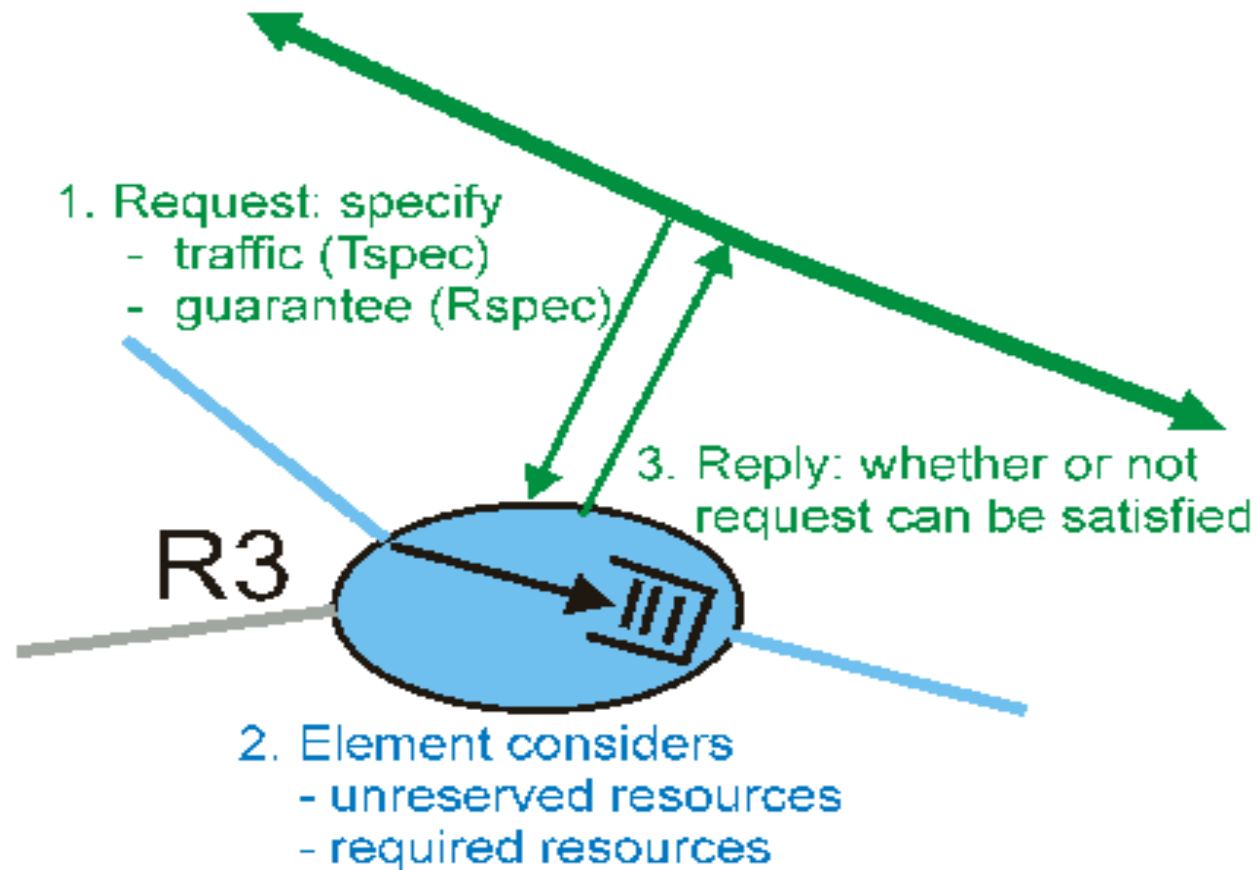 1. Request: specify
- traffic (Tspec)
- guarantee (Rspec)
3. Reply: whether or not
request can be satisfied
R3
2. Element considers
- unreserved resources
- required resources